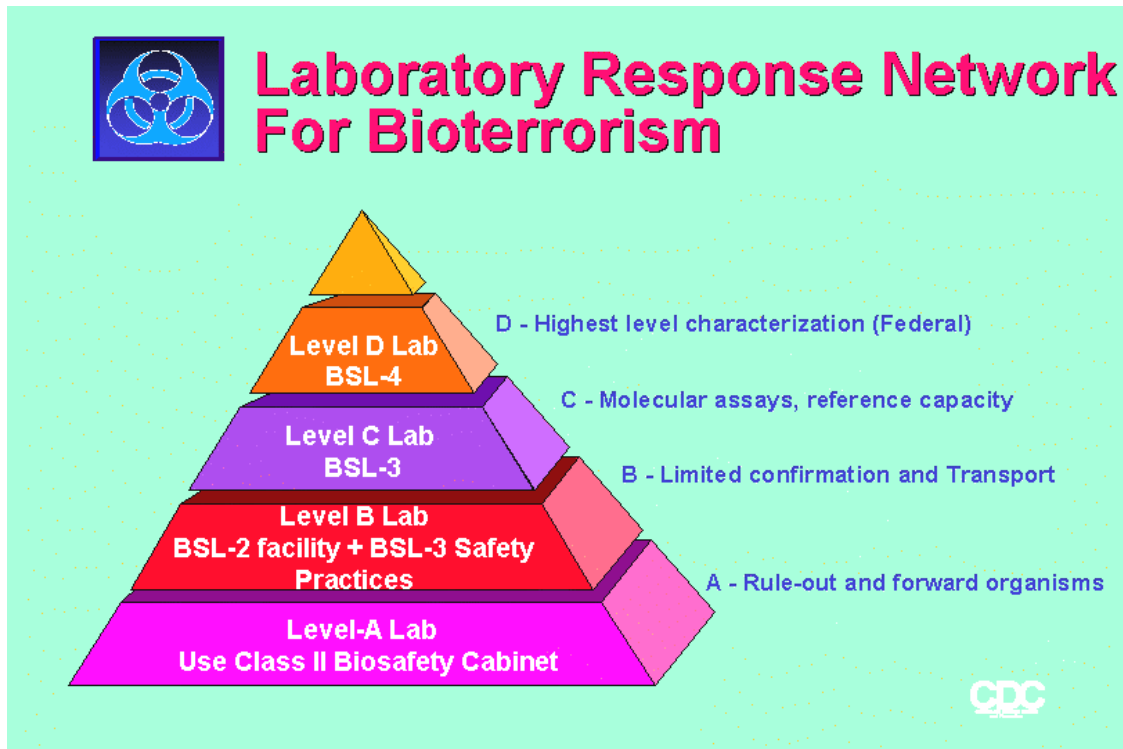 Laboratory Response Network
For Bioterrorism
D - Highest level characterization (Federal)
Level D Lab
BSL-4
C - Molecular assays, reference capacity
Level C Lab
BSL-3
B - Limited confirmation and Transport
Level B Lab
BSL-2 facility + BSL-3 Safety
Practices
A - Rule-out and forward organisms
Level-A Lab
Use Class II Biosafety Cabinet
CDC